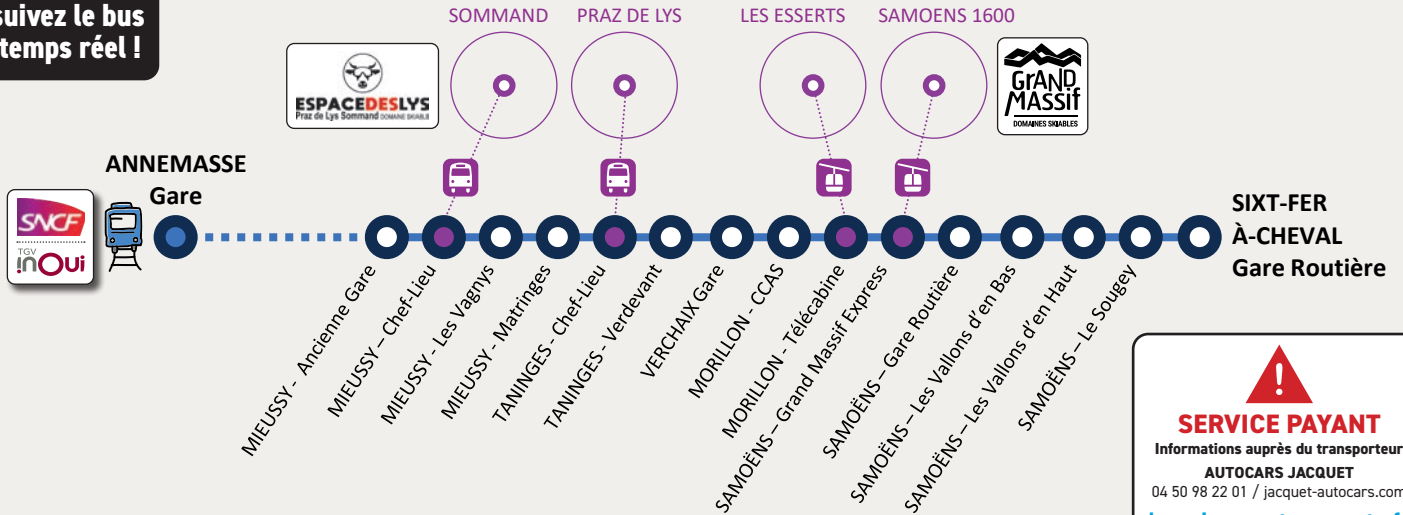 suivez le bus
temps réel !
SOMMAND
PRAZ DE LYS
LES ESSERTS
SAMOENS 1600
ESPACEDESLYS
Praz de Lys Sommand DOMAINE SKIABLE
GRAND
MASSIF
DOMAINES SKIABLES
ANNEMASSE
Gare
SNCF
TGV
inOui
SIXT-FER
À-CHEVAL
Gare Routière
MIEUSSY - Ancienne Gare
MIEUSSY – Chef-Lieu
MIEUSSY - Les Vagnys
MIEUSSY - Matringes
TANINGES - Chef-Lieu
TANINGES - Verdevant
VERCHAIX Gare
MORILLON - CCAS
MORILLON - Télécabine
SAMOËNS – Grand Massif Express
SAMOËNS – Gare Routière
SAMOËNS – Les Vallons d'en Bas
SAMOËNS – Les Vallons d'en Haut
SAMOËNS – Le Sougey
!
SERVICE PAYANT
Informations auprès du transporteur
AUTOCARS JACQUET
04 50 98 22 01 / jacquet-autocars.com